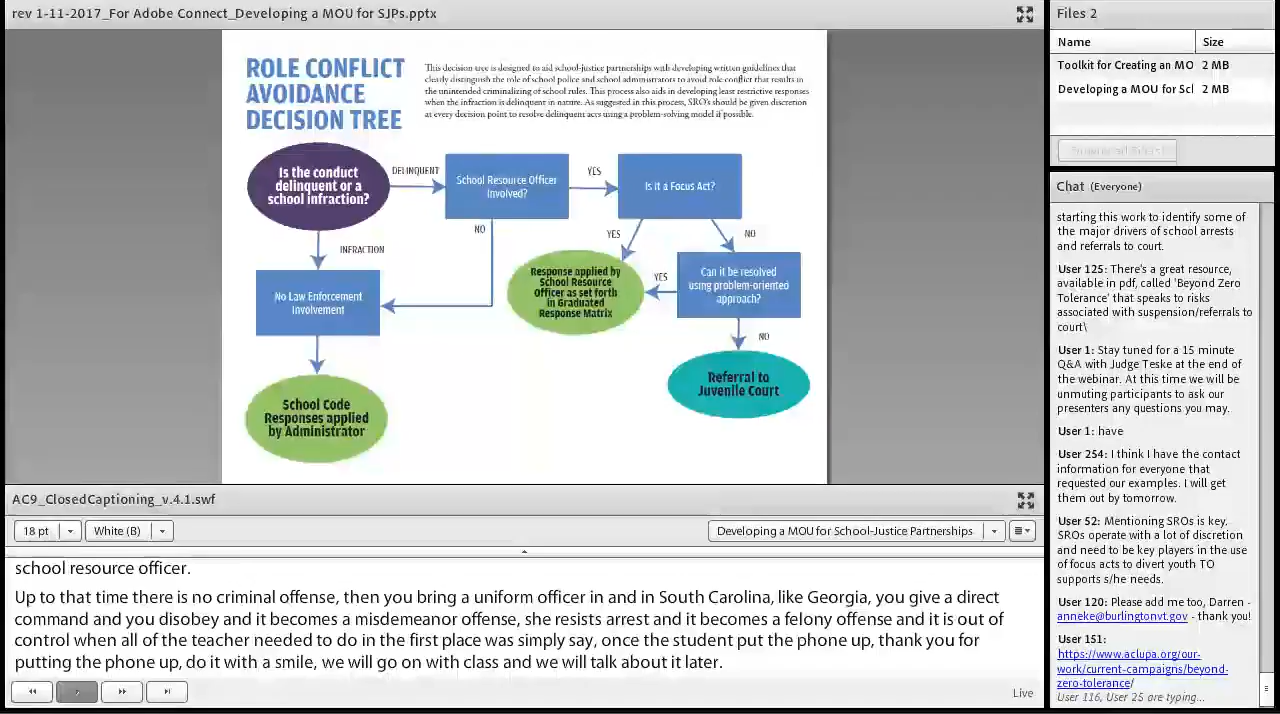 rev 1-11-2017_For Adobe Connect_Developing a MOU for SJPs.pptx
ROLE CONFLICT
AVOIDANCE
DECISION TREE
This decision tree is designed to aid school-justice partnerships with developing written guidelines that
clearly distinguish the role of school police and school administrators to avoid role conflict that results in
the unintended criminalizing of school rules. This process also aids in developing least restrictive responses
when the infraction is delinquent in nature. As suggested in this process, SRO's should be given discretion
at every decision point to resolve delinquent acts using a problem-solving model if possible.
Is the conduct
delinquent or a
school infraction?
DELINQUENT
School Resource Officer
Involved?
YES
Is it a Focus Act?
NO
INFRACTION
YES
NO
No Law Enforcement
Involvement
Response applied by
School Resource
Officer as set forth
in Graduated
Response Matrix
YES
Can it be resolved
using problem-oriented
approach?
NO
Referral to
Juvenile Court
School Code
Responses applied
by Administrator
AC9_ClosedCaptioning_v.4.1.swf
18 pt
White (B)
Developing a MOU for School-Justice Partnerships
school resource officer.
Up to that time there is no criminal offense, then you bring a uniform officer in and in South Carolina, like Georgia, you give a direct
command and you disobey and it becomes a misdemeanor offense, she resists arrest and it becomes a felony offense and it is out of
control when all of the teacher needed to do in the first place was simply say, once the student put the phone up, thank you for
putting the phone up, do it with a smile, we will go on with class and we will talk about it later.
Live
Files 2
Name Size
Toolkit for Creating an MO 2 MB
Developing a MOU for Scl 2 MB
Chat (Everyone)
starting this work to identify some of
the major drivers of school arrests
and referrals to court.
User 125: There's a great resource,
available in pdf, called 'Beyond Zero
Tolerance' that speaks to risks
associated with suspension/referrals to
court\
User 1: Stay tuned for a 15 minute
Q&A with Judge Teske at the end of
the webinar. At this time we will be
unmuting participants to ask our
presenters any questions you may.
User 1: have
User 254: I think I have the contact
information for everyone that
requested our examples. I will get
them out by tomorrow.
User 52: Mentioning SROs is key.
SROs operate with a lot of discretion
and need to be key players in the use
of focus acts to divert youth TO
supports s/he needs.
User 120: Please add me too, Darren -
anneke@burlingtonvt.gov - thank you!
User 151:
https://www.aclupa.org/our-
work/current-campaigns/beyond-
zero-tolerance/
User 116, User 25 are typing...